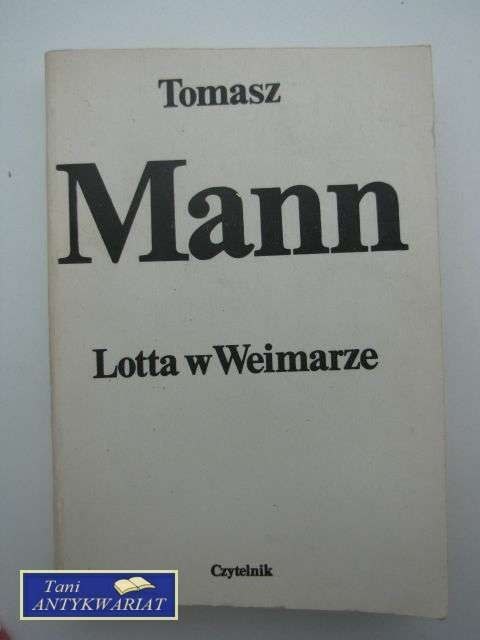 Tomasz
Mann
Lotta w Weimarze
Czytelnik
Tani
ANTYKWARIAT